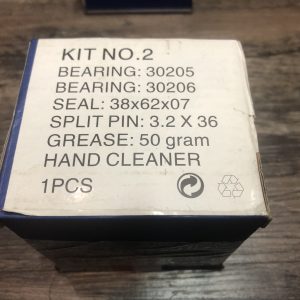 KIT NO.2
BEARING: 30205
BEARING: 30206
SEAL: 38x62x07
SPLIT PIN: 3.2 X 36
GREASE: 50 gram
HAND CLEANER
1PCS